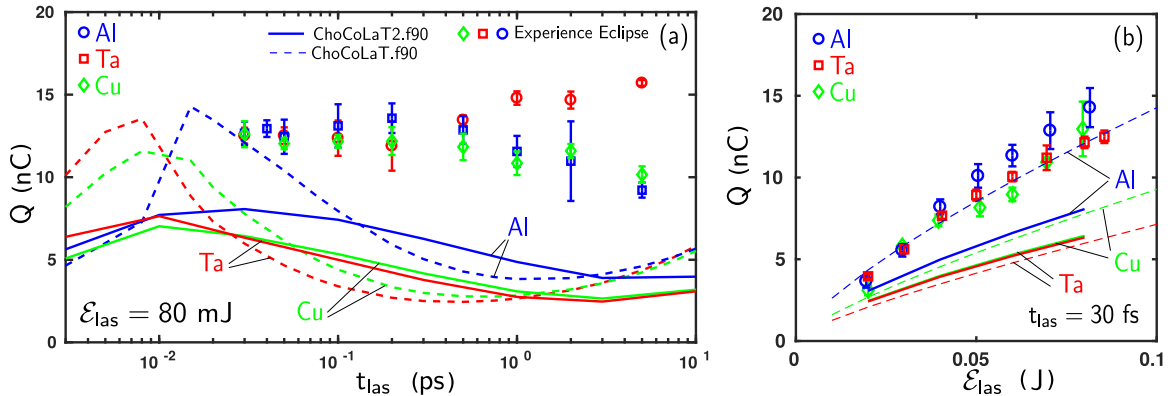 20
15
10
5
0
Q (nC)
Al
Ta
Cu
ChoCoLaT2.f90
ChoCoLaT.f90
Experience Eclipse
(a)
Al
Ta
Cu
ℰlas = 80 mJ
10⁻² 10⁻¹ 10⁰ 10¹
tlas (ps)
20
15
10
5
0
Q (nC)
Al
Ta
Cu
(b)
Al
Cu
Ta
tlas = 30 fs
0 0.05 0.1
ℰlas (J)